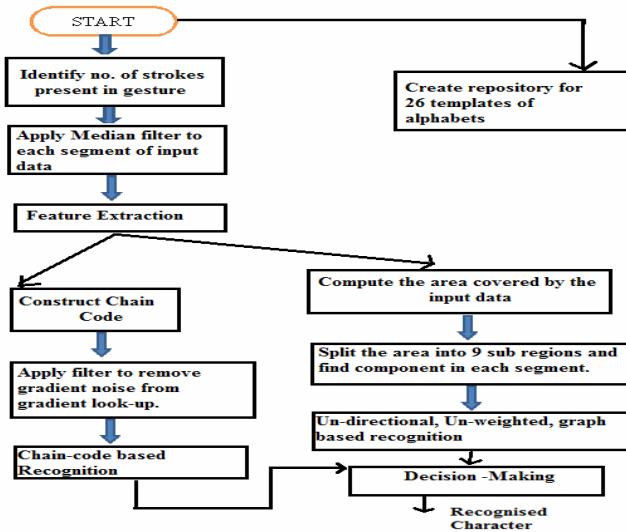 START
Identify no. of strokes
present in gesture
Create repository for
26 templates of
alphabets
Apply Median filter to
each segment of input
data
Feature Extraction
Construct Chain
Code
Compute the area covered by the
input data
Apply filter to remove
gradient noise from
gradient look-up.
Split the area into 9 sub regions and
find component in each segment.
Chain-code based
Recognition
Un-directional, Un-weighted, graph
based recognition
Decision -Making
Recognised
Character